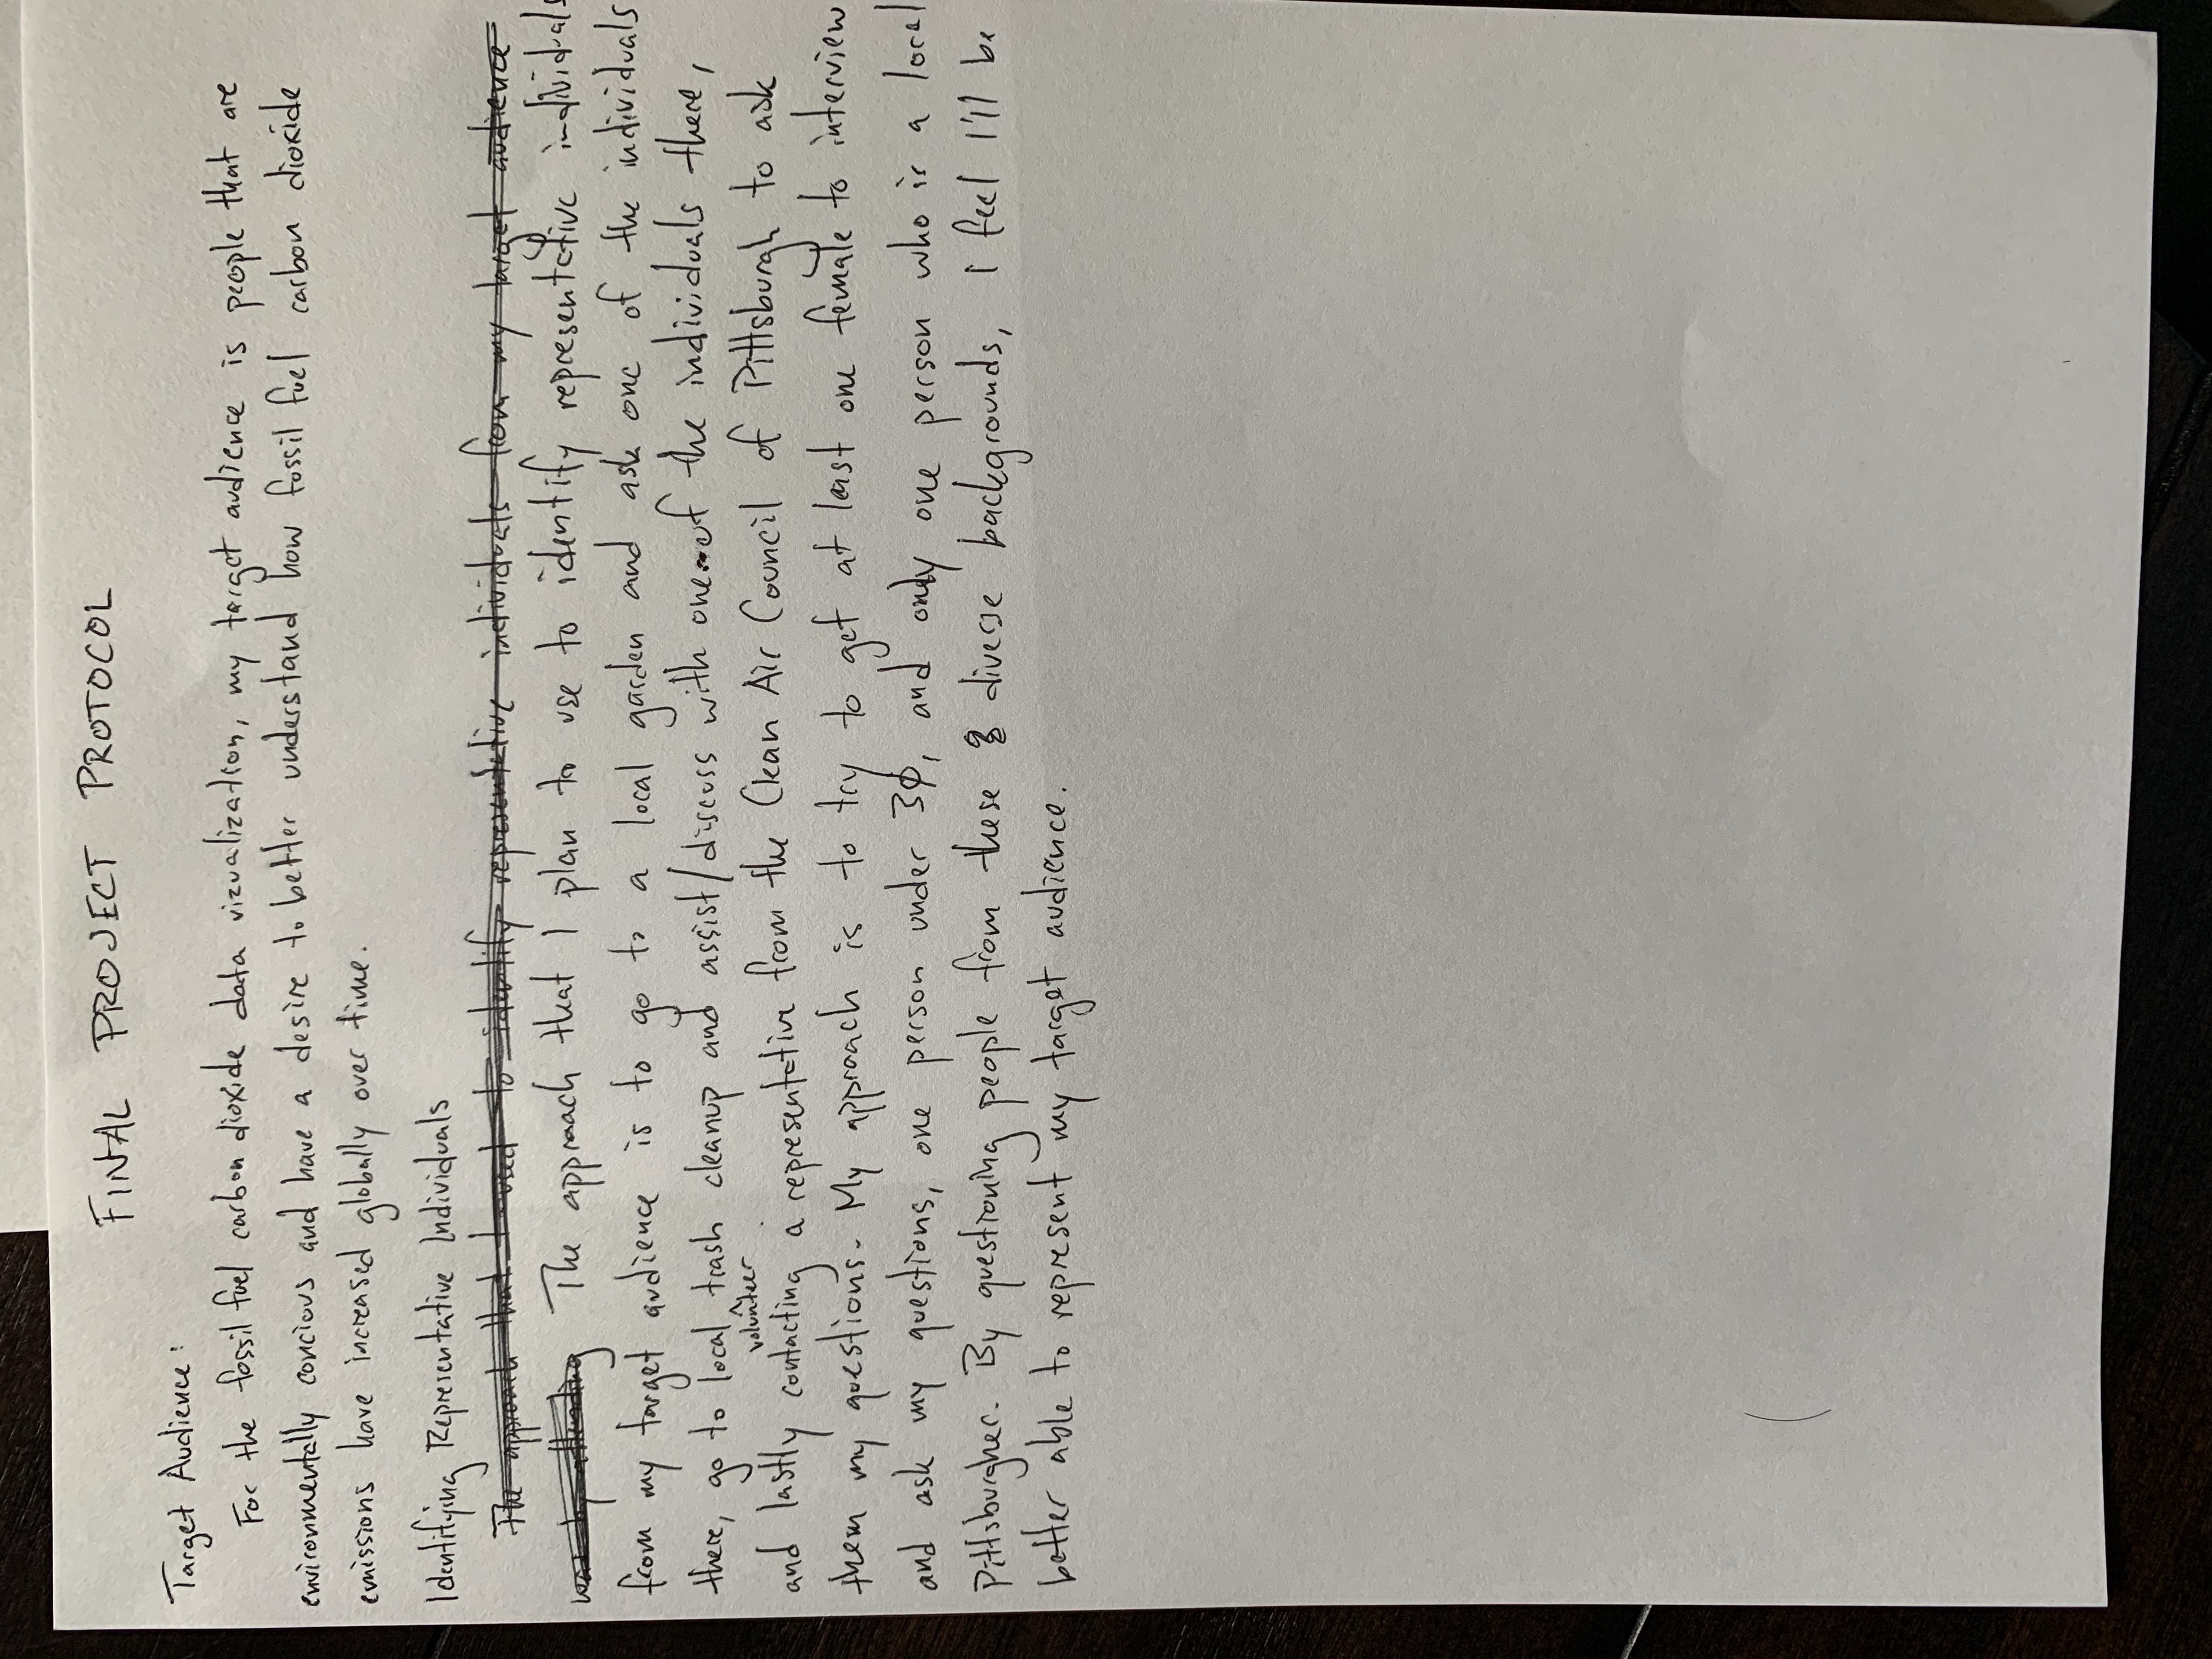 FINAL PROJECT PROTOCOL
Target Audience:
For the fossil fuel carbon dioxide data vizualization, my target audience is people that are
environmentally concious and have a desire to better understand how fossil fuel carbon dioxide
emissions have increased globally over time.
Identifying Representative Individuals
The approach that I used to identify representative individuals from my target audience
was by attending The approach that I plan to use to identify representative individals
from my target audience is to go to a local garden and ask one of the individuals
there, go to local trash cleanup and assist/discuss with one of the individuals there,
volunteer
and lastly contacting a representative from the Clean Air Council of Pittsburgh to ask
them my questions. My approach is to try to get at least one female to interview
and ask my questions, one person under 30, and only one person who is a local
Pittsburgher. By questioning people from these 3 diverse backgrounds, I feel I'll be
better able to represent my target audience.